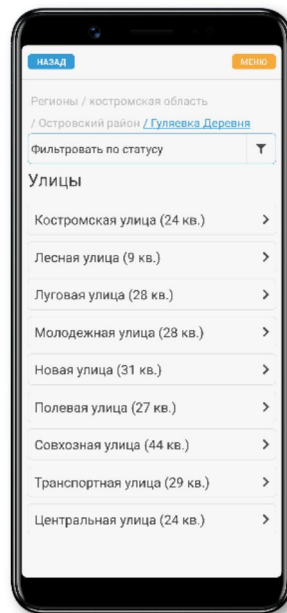 НАЗАД
МЕНЮ
Регионы / костромская область
/ Островский район / Гуляевка Деревня
Фильтровать по статусу
Улицы
Костромская улица (24 кв.)
Лесная улица (9 кв.)
Луговая улица (28 кв.)
Молодежная улица (28 кв.)
Новая улица (31 кв.)
Полевая улица (27 кв.)
Совхозная улица (44 кв.)
Транспортная улица (29 кв.)
Центральная улица (24 кв.)